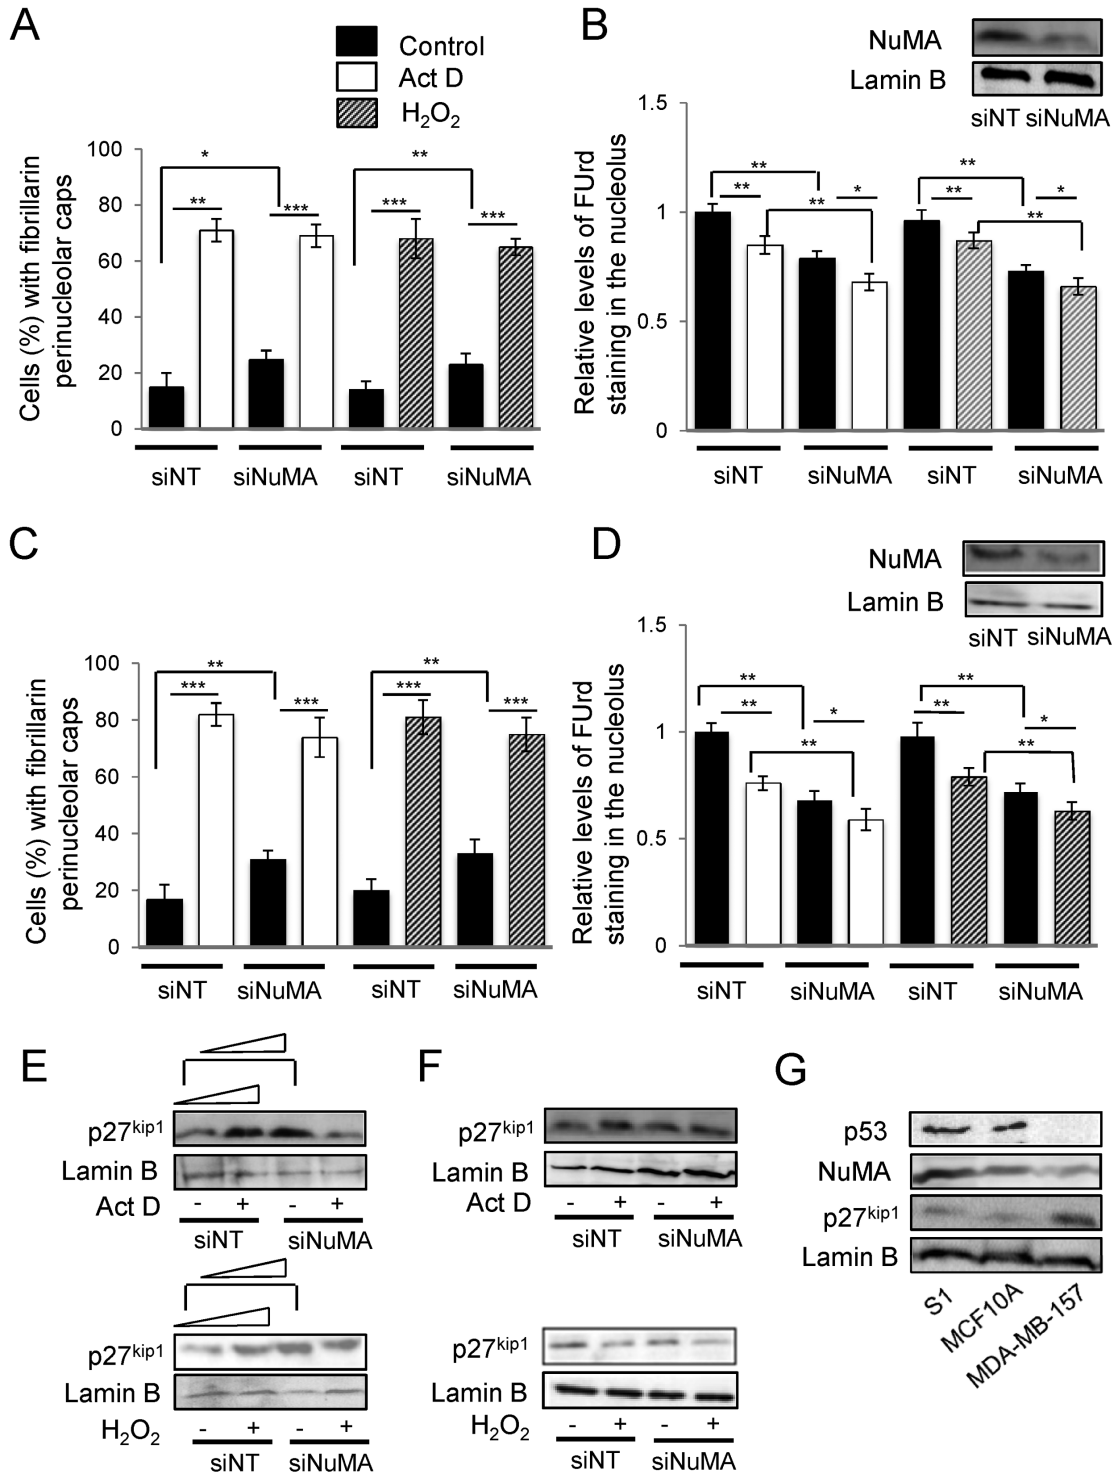 A
Control
Act D
H₂O₂
Cells (%) with fibrillarin
perinucleolar caps
100
80
60
40
20
0
*
**
***
**
***
***
siNT
siNuMA
siNT
siNuMA
B
NuMA
Lamin B
siNT siNuMA
Relative levels of FUrd
staining in the nucleolus
1.5
1
0.5
0
**
**
*
**
**
**
*
**
siNT
siNuMA
siNT
siNuMA
C
Cells (%) with fibrillarin
perinucleolar caps
100
80
60
40
20
0
**
***
***
**
***
***
siNT
siNuMA
siNT
siNuMA
D
NuMA
Lamin B
siNT siNuMA
Relative levels of FUrd
staining in the nucleolus
1.5
1
0.5
0
**
**
*
**
**
**
*
**
siNT
siNuMA
siNT
siNuMA
E
p27kip1
Lamin B
Act D - + - +
siNT siNuMA
p27kip1
Lamin B
H₂O₂ - + - +
siNT siNuMA
F
p27kip1
Lamin B
Act D - + - +
siNT siNuMA
p27kip1
Lamin B
H₂O₂ - + - +
siNT siNuMA
G
p53
NuMA
p27kip1
Lamin B
S1
MCF10A
MDA-MB-157